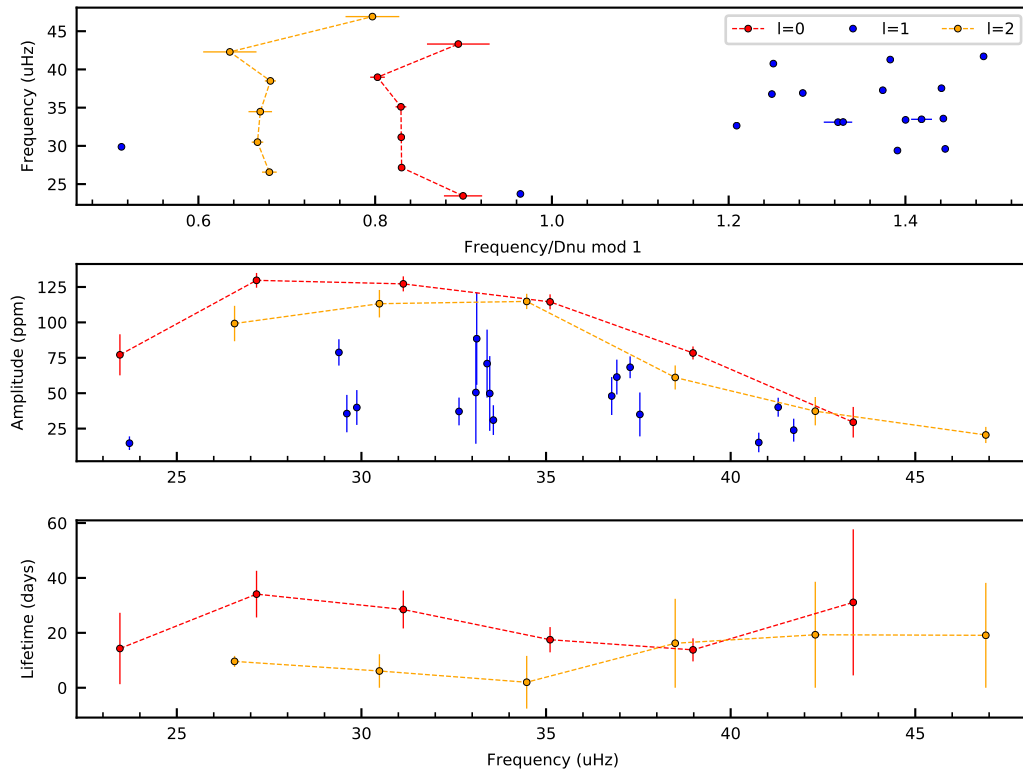 l=0 l=1 l=2
Frequency (uHz)
45
40
35
30
25
0.6 0.8 1.0 1.2 1.4
Frequency/Dnu mod 1
Amplitude (ppm)
125
100
75
50
25
25 30 35 40 45
Lifetime (days)
60
40
20
0
25 30 35 40 45
Frequency (uHz)